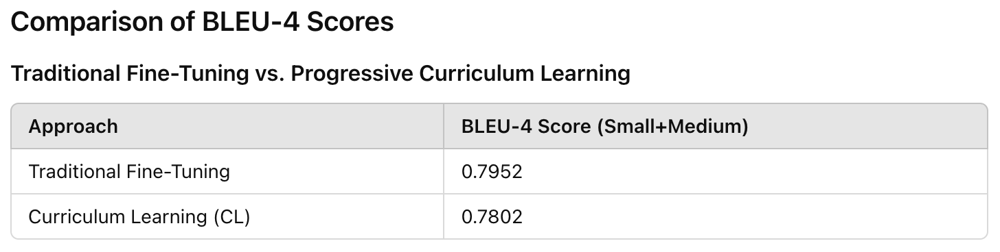 Comparison of BLEU-4 Scores
Traditional Fine-Tuning vs. Progressive Curriculum Learning
Approach BLEU-4 Score (Small+Medium)
Traditional Fine-Tuning 0.7952
Curriculum Learning (CL) 0.7802